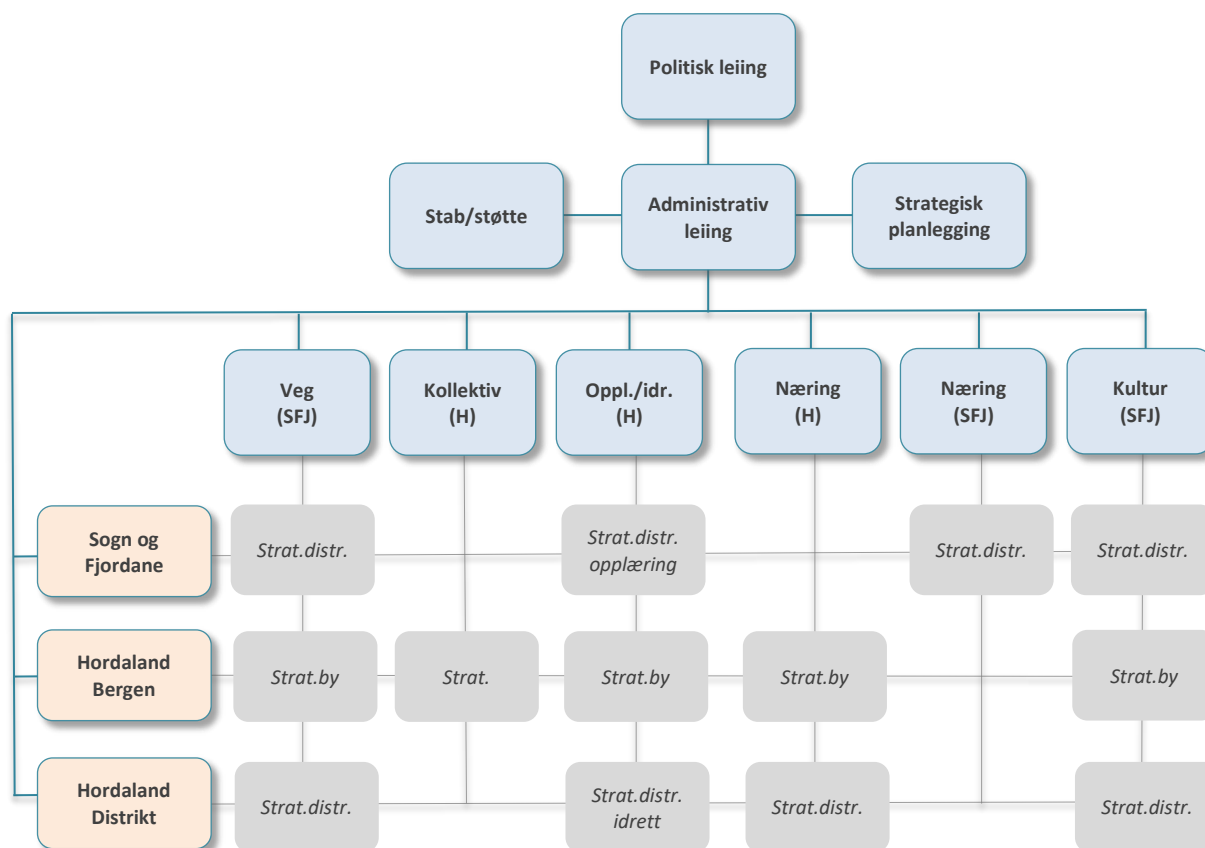 Politisk leiing
Stab/støtte
Administrativ
leiing
Strategisk
planlegging
Veg
(SFJ)
Kollektiv
(H)
Oppl./idr.
(H)
Næring
(H)
Næring
(SFJ)
Kultur
(SFJ)
Sogn og
Fjordane
Strat.distr.
Strat.distr.
opplæring
Strat.distr.
Strat.distr.
Hordaland
Bergen
Strat.by
Strat.
Strat.by
Strat.by
Strat.by
Hordaland
Distrikt
Strat.distr.
Strat.distr.
idrett
Strat.distr.
Strat.distr.